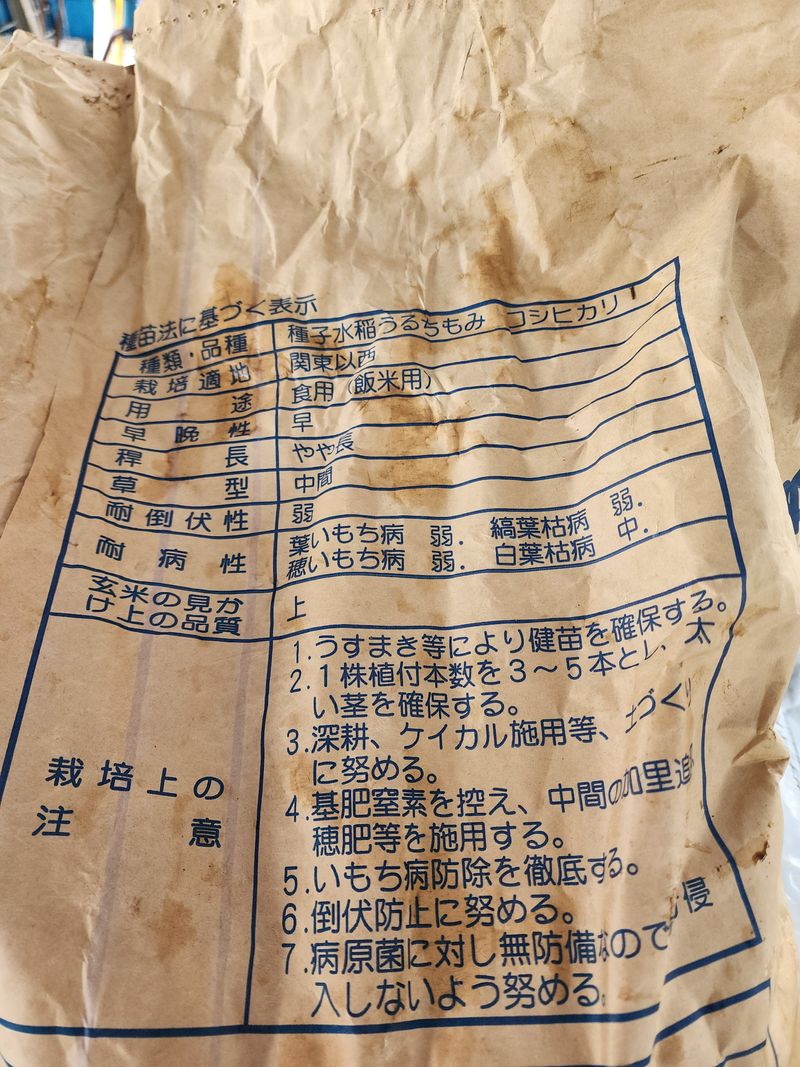 種苗法に基づく表示
種類・品種 種子水稲うるちもみ コシヒカリ
栽培適地 関東以西
用途 食用(飯米用)
早晩性 早
稈長 やや長
草型 中間
耐倒伏性 弱
耐病性 葉いもち病 弱. 縞葉枯病 弱.
穂いもち病 弱. 白葉枯病 中.
玄米の見か
け上の品質 上
栽培上の
注意
1.うすまき等により健苗を確保する。
2.1株植付本数を3〜5本とし、太
い茎を確保する。
3.深耕、ケイカル施用等、土づくり
に努める。
4.基肥窒素を控え、中間の加里追
穂肥等を施用する。
5.いもち病防除を徹底する。
6.倒伏防止に努める。
7.病原菌に対し無防備なので 侵
入しないよう努める。